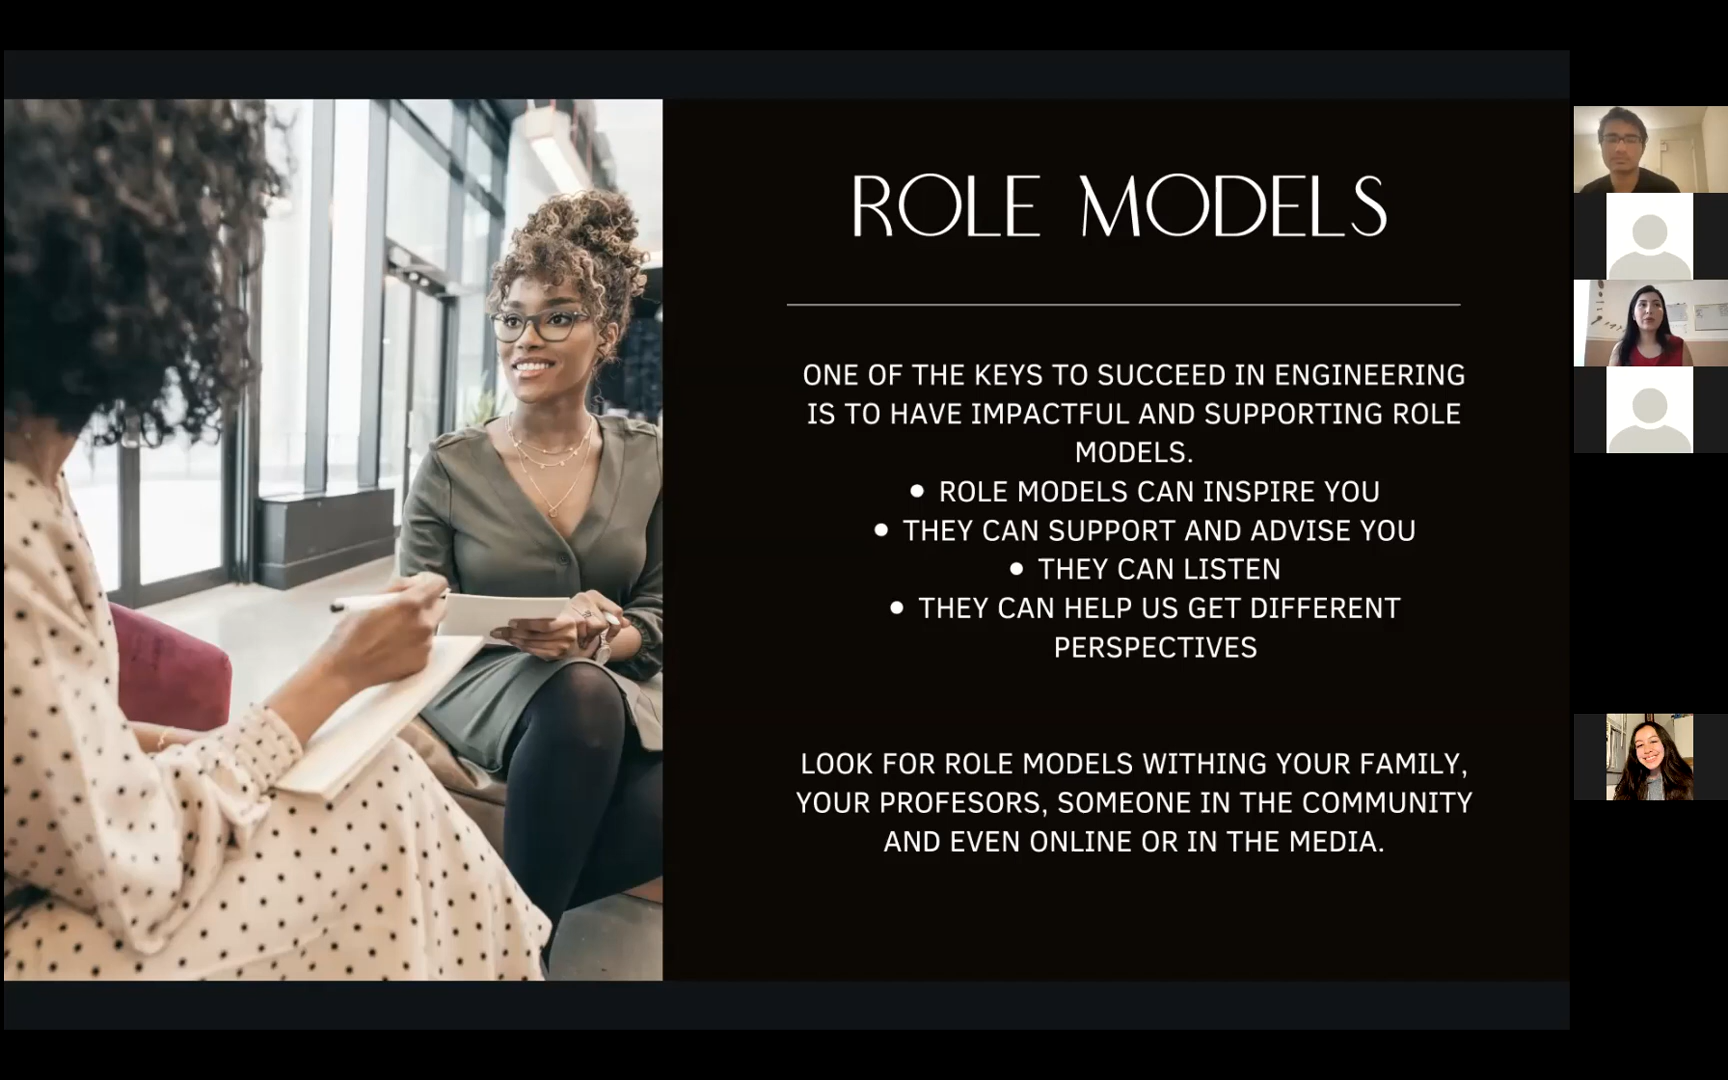 ROLE MODELS
ONE OF THE KEYS TO SUCCEED IN ENGINEERING
IS TO HAVE IMPACTFUL AND SUPPORTING ROLE
MODELS.
• ROLE MODELS CAN INSPIRE YOU
• THEY CAN SUPPORT AND ADVISE YOU
• THEY CAN LISTEN
• THEY CAN HELP US GET DIFFERENT
PERSPECTIVES
LOOK FOR ROLE MODELS WITHING YOUR FAMILY,
YOUR PROFESORS, SOMEONE IN THE COMMUNITY
AND EVEN ONLINE OR IN THE MEDIA.